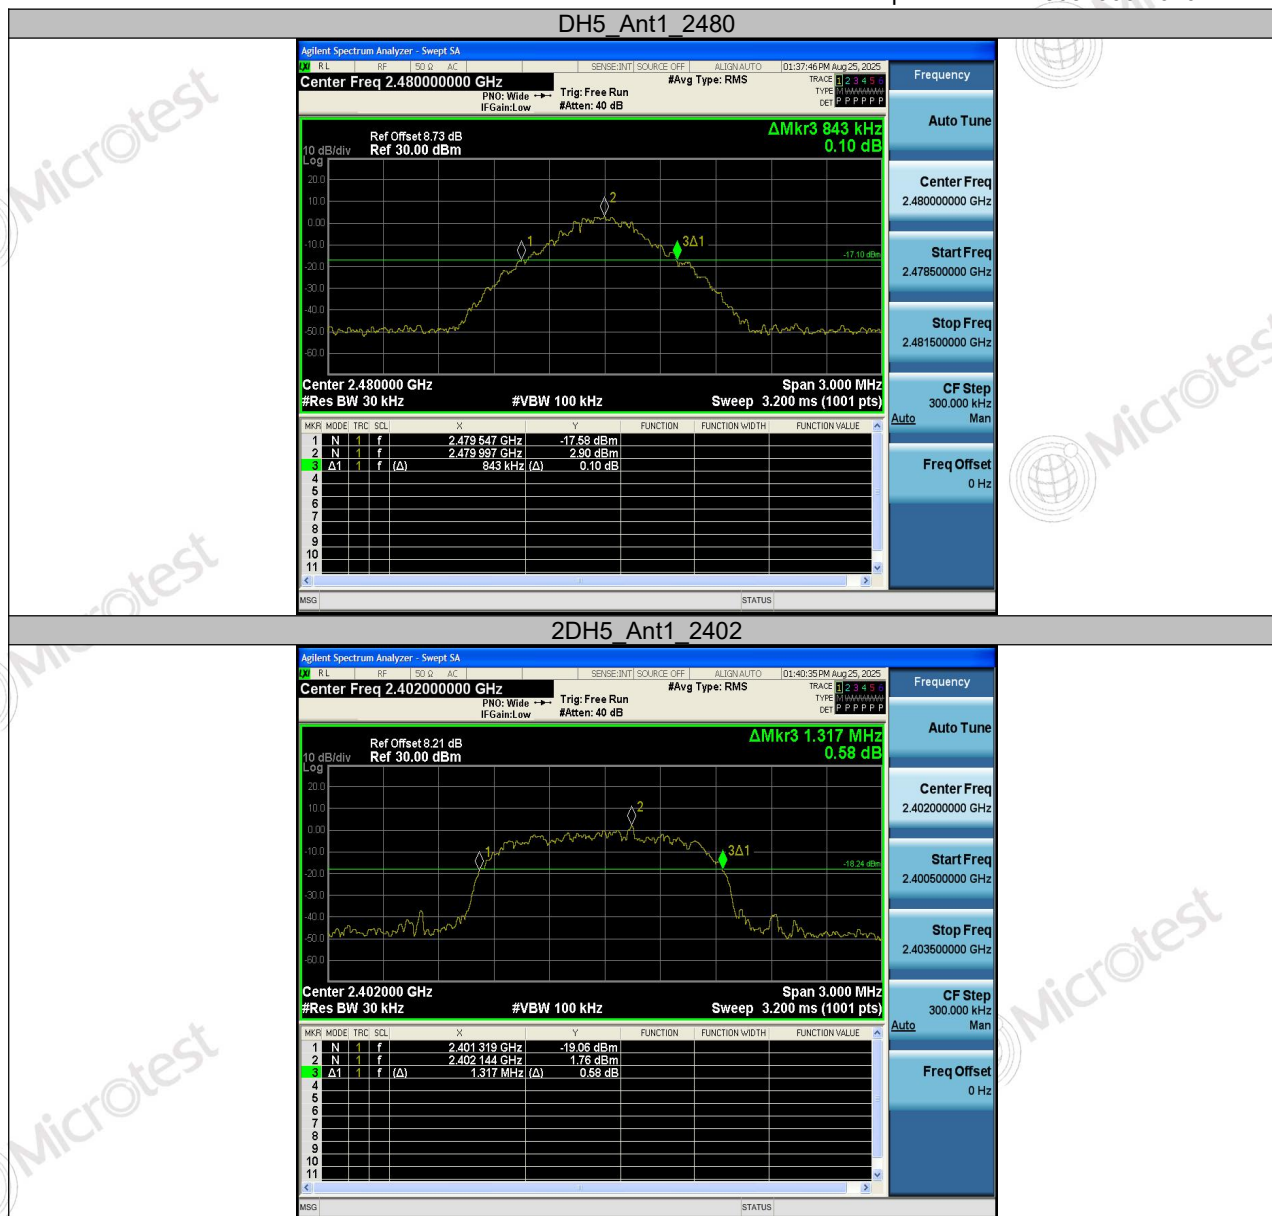 DH5_Ant1_2480
Agilent Spectrum Analyzer - Swept SA
RL RF 50 Ω AC SENSE:INT SOURCE OFF ALIGN AUTO 01:37:46 PM Aug 25, 2025
Center Freq 2.480000000 GHz
PNO: Wide
IFGain:Low
Trig: Free Run
#Atten: 40 dB
#Avg Type: RMS
TRACE 1 2 3 4 5 6
TYPE M
DET P P P P P P
Ref Offset 8.73 dB
Ref 30.00 dBm
10 dB/div
Log
ΔMkr3 843 kHz
0.10 dB
20.0
10.0
0.00
-10.0
-20.0
-30.0
-40.0
-50.0
-60.0
1
2
3Δ1
-17.10 dBm
Center 2.480000 GHz Span 3.000 MHz
#Res BW 30 kHz #VBW 100 kHz Sweep 3.200 ms (1001 pts)
MKR MODE TRC SCL X Y FUNCTION FUNCTION WIDTH FUNCTION VALUE
1 N 1 f 2.479 547 GHz -17.58 dBm
2 N 1 f 2.479 997 GHz 2.90 dBm
3 Δ1 1 f (Δ) 843 kHz (Δ) 0.10 dB
4
5
6
7
8
9
10
11
MSG STATUS
Frequency
Auto Tune
Center Freq
2.480000000 GHz
Start Freq
2.478500000 GHz
Stop Freq
2.481500000 GHz
CF Step
300.000 kHz
Auto Man
Freq Offset
0 Hz
2DH5_Ant1_2402
Agilent Spectrum Analyzer - Swept SA
RL RF 50 Ω AC SENSE:INT SOURCE OFF ALIGN AUTO 01:40:35 PM Aug 25, 2025
Center Freq 2.402000000 GHz
PNO: Wide
IFGain:Low
Trig: Free Run
#Atten: 40 dB
#Avg Type: RMS
TRACE 1 2 3 4 5 6
TYPE M
DET P P P P P P
Ref Offset 8.21 dB
Ref 30.00 dBm
10 dB/div
Log
ΔMkr3 1.317 MHz
0.58 dB
20.0
10.0
0.00
-10.0
-20.0
-30.0
-40.0
-50.0
-60.0
1
2
3Δ1
-18.24 dBm
Center 2.402000 GHz Span 3.000 MHz
#Res BW 30 kHz #VBW 100 kHz Sweep 3.200 ms (1001 pts)
MKR MODE TRC SCL X Y FUNCTION FUNCTION WIDTH FUNCTION VALUE
1 N 1 f 2.401 319 GHz -19.06 dBm
2 N 1 f 2.402 144 GHz 1.76 dBm
3 Δ1 1 f (Δ) 1.317 MHz (Δ) 0.58 dB
4
5
6
7
8
9
10
11
MSG STATUS
Frequency
Auto Tune
Center Freq
2.402000000 GHz
Start Freq
2.400500000 GHz
Stop Freq
2.403500000 GHz
CF Step
300.000 kHz
Auto Man
Freq Offset
0 Hz
Microtest
Microtest
Microtest
Microtest